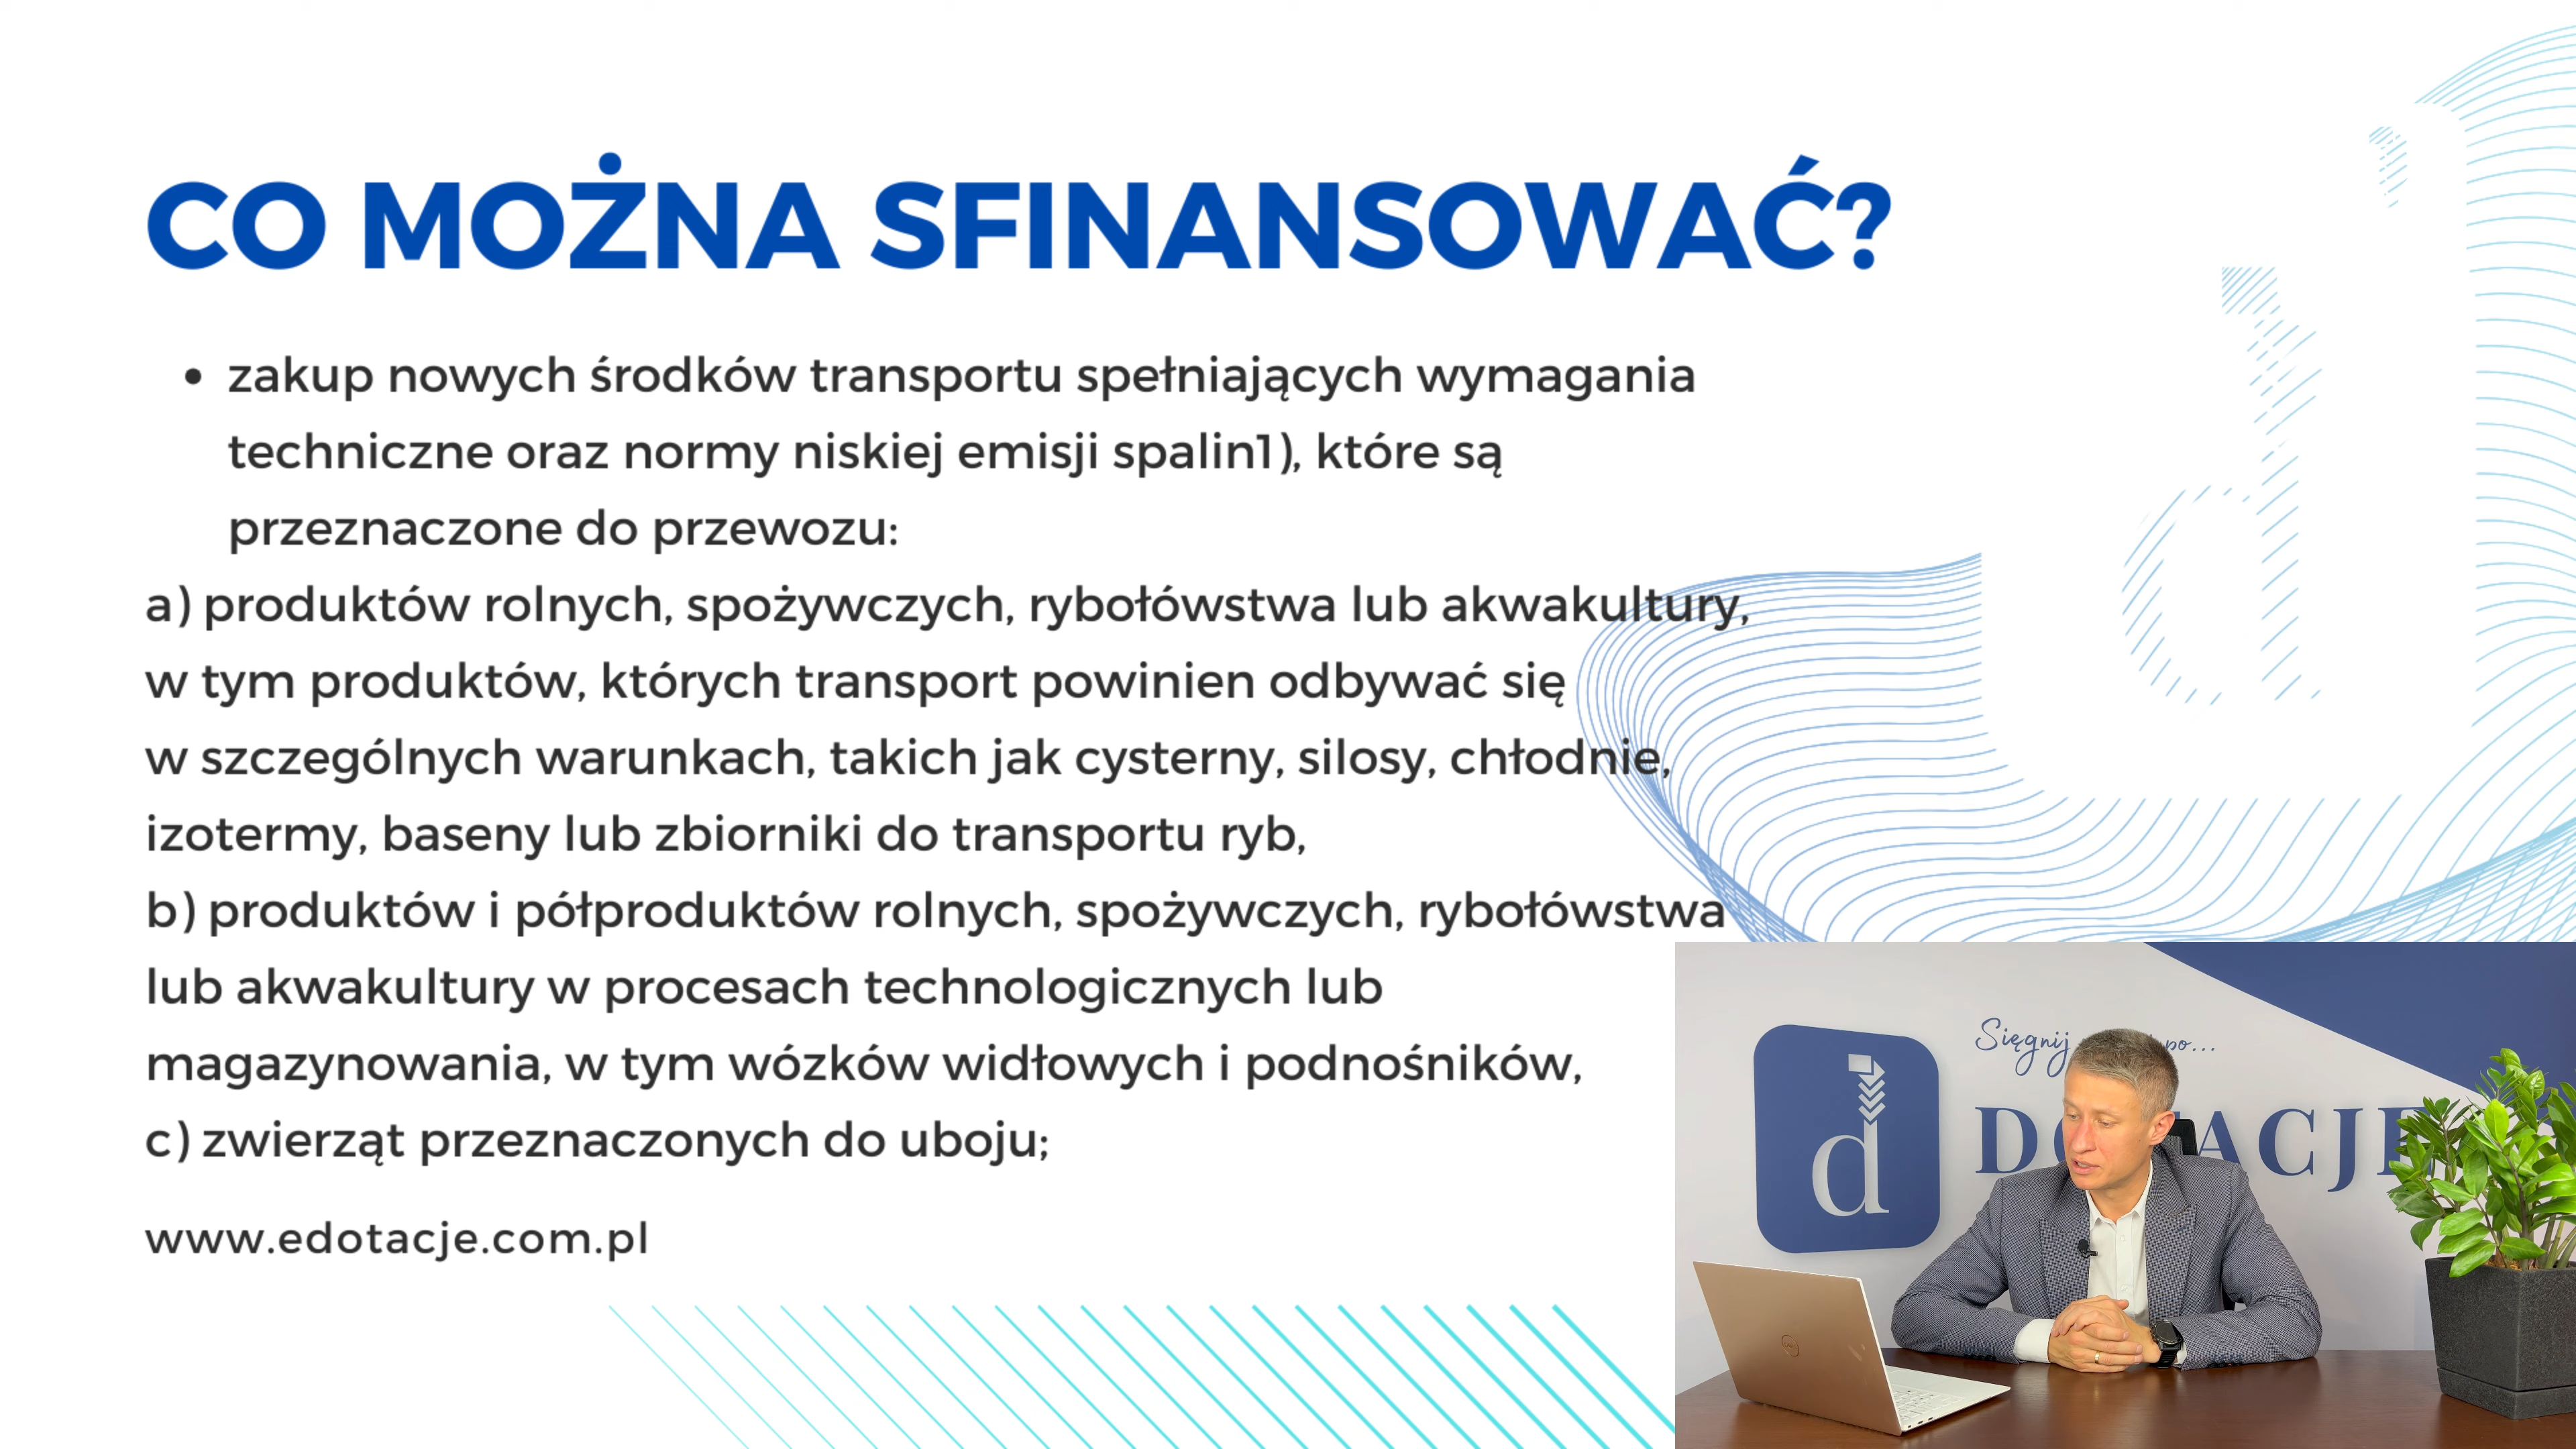 CO MOŻNA SFINANSOWAĆ?
• zakup nowych środków transportu spełniających wymagania
techniczne oraz normy niskiej emisji spalin1), które są
przeznaczone do przewozu:
a) produktów rolnych, spożywczych, rybołówstwa lub akwakultury,
w tym produktów, których transport powinien odbywać się
w szczególnych warunkach, takich jak cysterny, silosy, chłodnie,
izotermy, baseny lub zbiorniki do transportu ryb,
b) produktów i półproduktów rolnych, spożywczych, rybołówstwa
lub akwakultury w procesach technologicznych lub
magazynowania, w tym wózków widłowych i podnośników,
c) zwierząt przeznaczonych do uboju;
www.edotacje.com.pl
Sięgnij po...
d